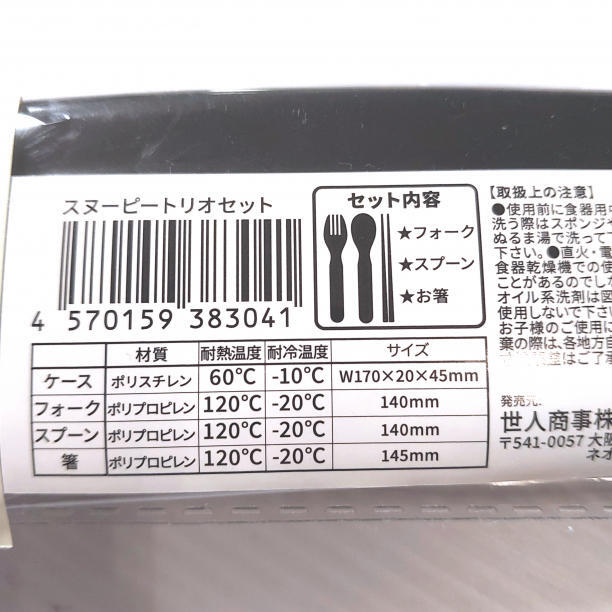 スヌーピートリオセット
4 570159 383041
セット内容
★フォーク
★スプーン
★お箸
材質 耐熱温度 耐冷温度 サイズ
ケース ポリスチレン 60℃ -10℃ W170×20×45mm
フォーク ポリプロピレン 120℃ -20℃ 140mm
スプーン ポリプロピレン 120℃ -20℃ 140mm
箸 ポリプロピレン 120℃ -20℃ 145mm
【取扱上の注意】
●使用前に食器用中
洗う際はスポンジや
ぬるま湯で洗って
下さい。●直火・電
食器乾燥機での使
ことがあるのでしな
オイル系洗剤は図
使用しないで下さい
お子様のご使用に
棄の際は、各地方自
はご了承
発売元.
世人商事株
〒541-0057 大阪
ネオ